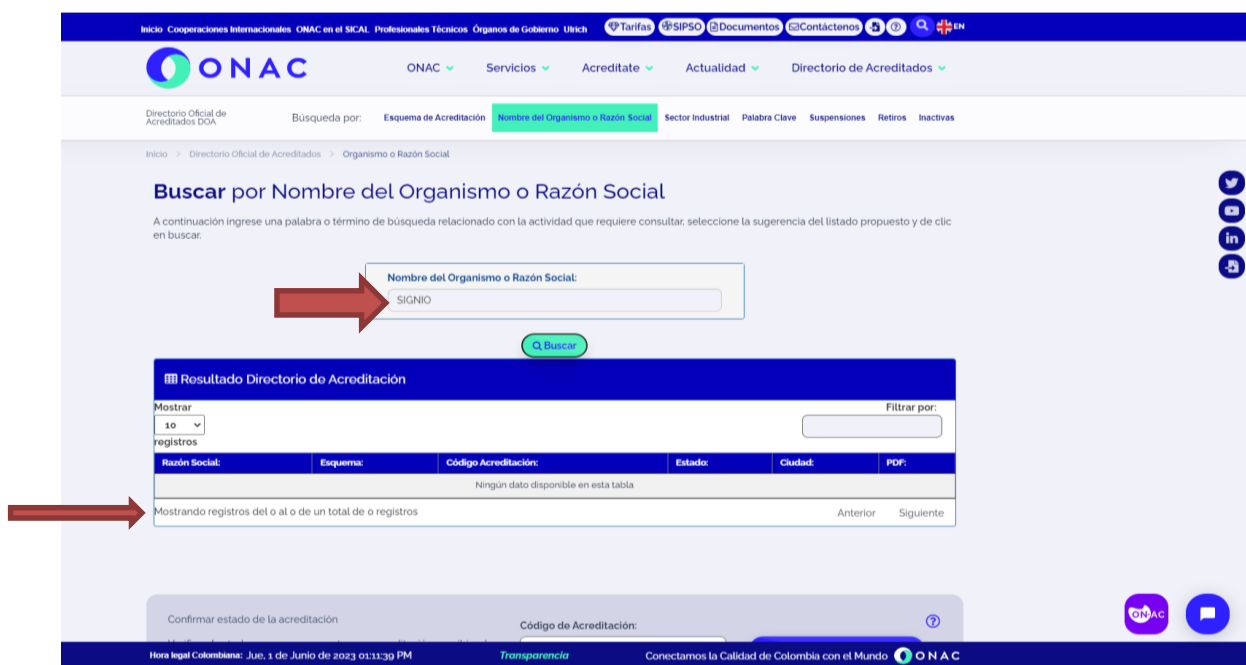 Inicio Cooperaciones Internacionales ONAC en el SICAL Profesionales Técnicos Órganos de Gobierno Ulrich Tarifas SIPSO Documentos Contáctenos EN
ONAC ONAC Servicios Acredítate Actualidad Directorio de Acreditados
Directorio Oficial de
Acreditados DOA
Búsqueda por: Esquema de Acreditación Nombre del Organismo o Razón Social Sector Industrial Palabra Clave Suspensiones Retiros Inactivas
Inicio > Directorio Oficial de Acreditados > Organismo o Razón Social
Buscar por Nombre del Organismo o Razón Social
A continuación ingrese una palabra o término de búsqueda relacionado con la actividad que requiere consultar, seleccione la sugerencia del listado propuesto y de clic
en buscar.
Nombre del Organismo o Razón Social:
SIGNIO
Buscar
Resultado Directorio de Acreditación
Mostrar Filtrar por:
10
registros
Razón Social: Esquema: Código Acreditación: Estado: Ciudad: PDF:
Ningún dato disponible en esta tabla
Mostrando registros del 0 al 0 de un total de 0 registros Anterior Siguiente
Confirmar estado de la acreditación
Código de Acreditación:
ONAC
Hora legal Colombiana: Jue, 1 de Junio de 2023 01:11:39 PM Transparencia Conectamos la Calidad de Colombia con el Mundo ONAC